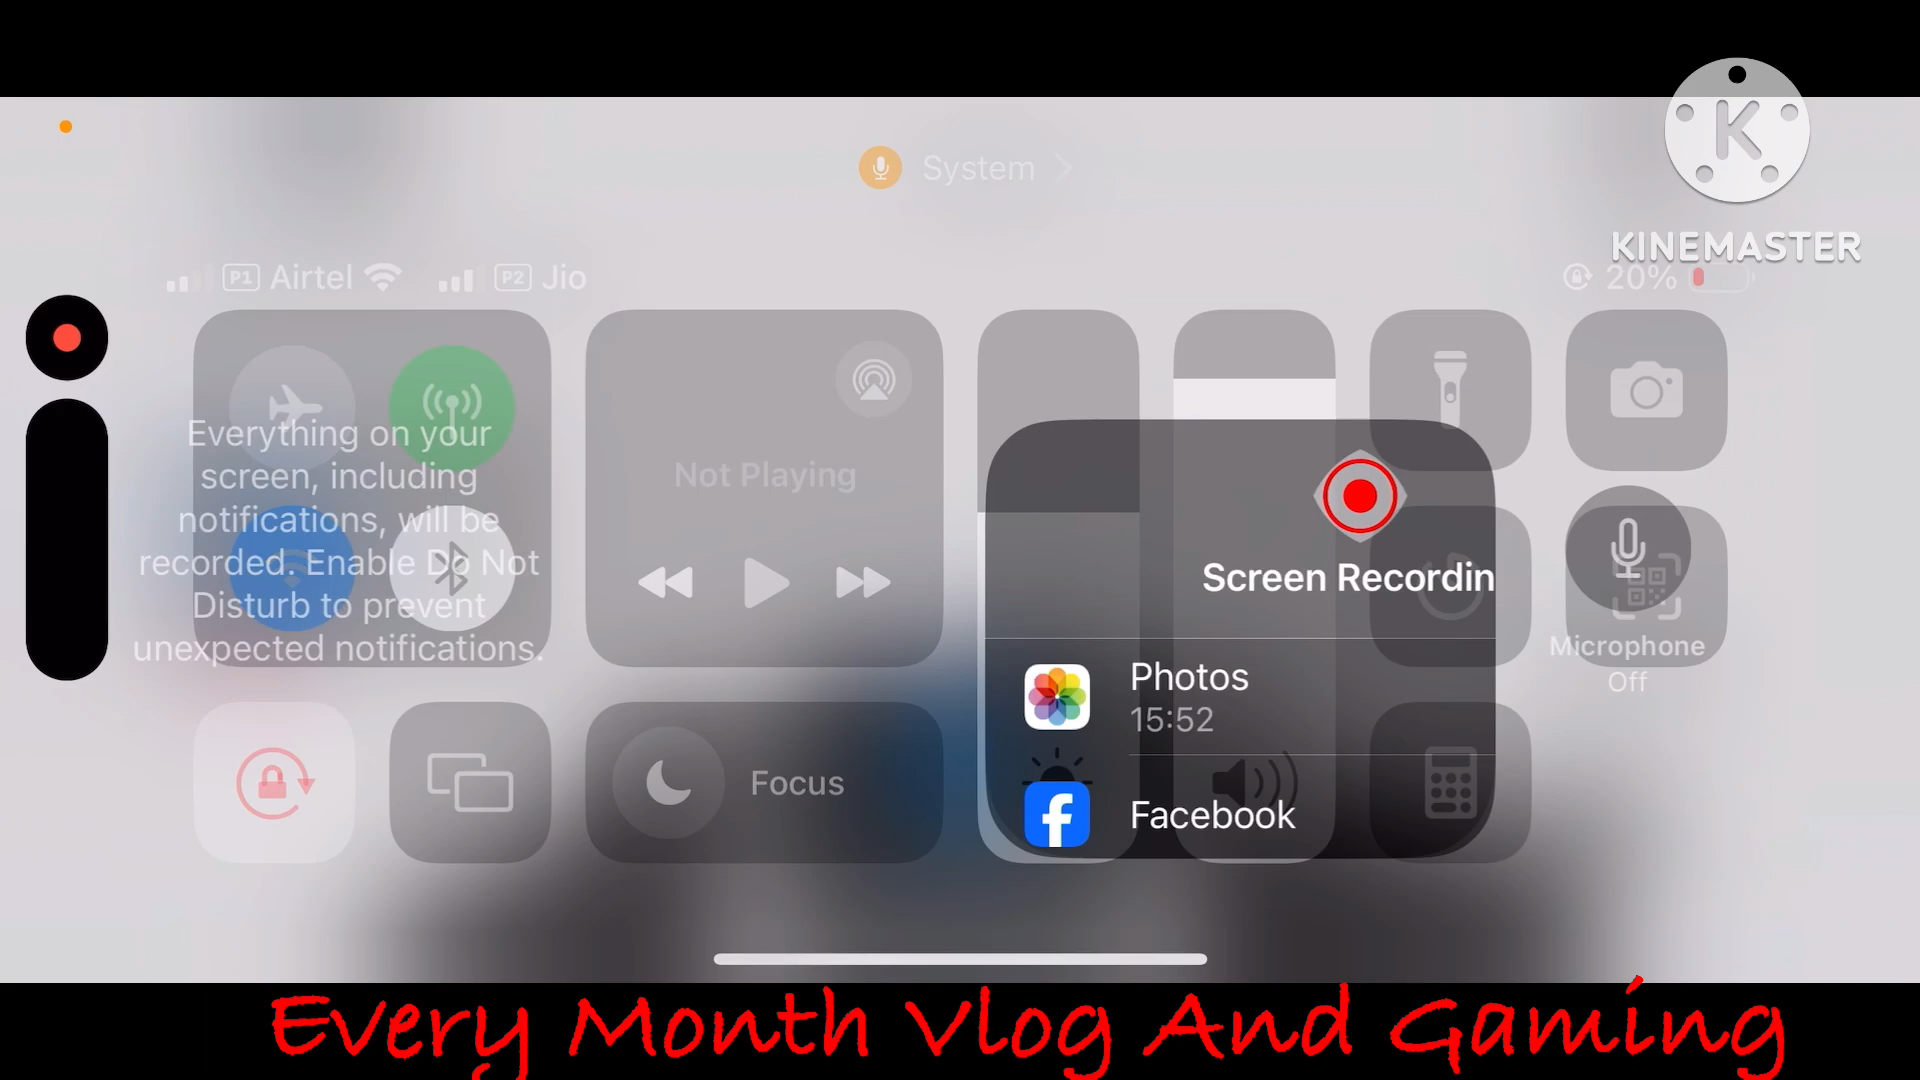 K
KINEMASTER
System
P1 Airtel P2 Jio
20%
Everything on your
screen, including
notifications, will be
recorded. Enable Do Not
Disturb to prevent
unexpected notifications.
Not Playing
Screen Recordin
Photos
15:52
Facebook
Microphone
Off
Focus
Every Month Vlog And Gaming